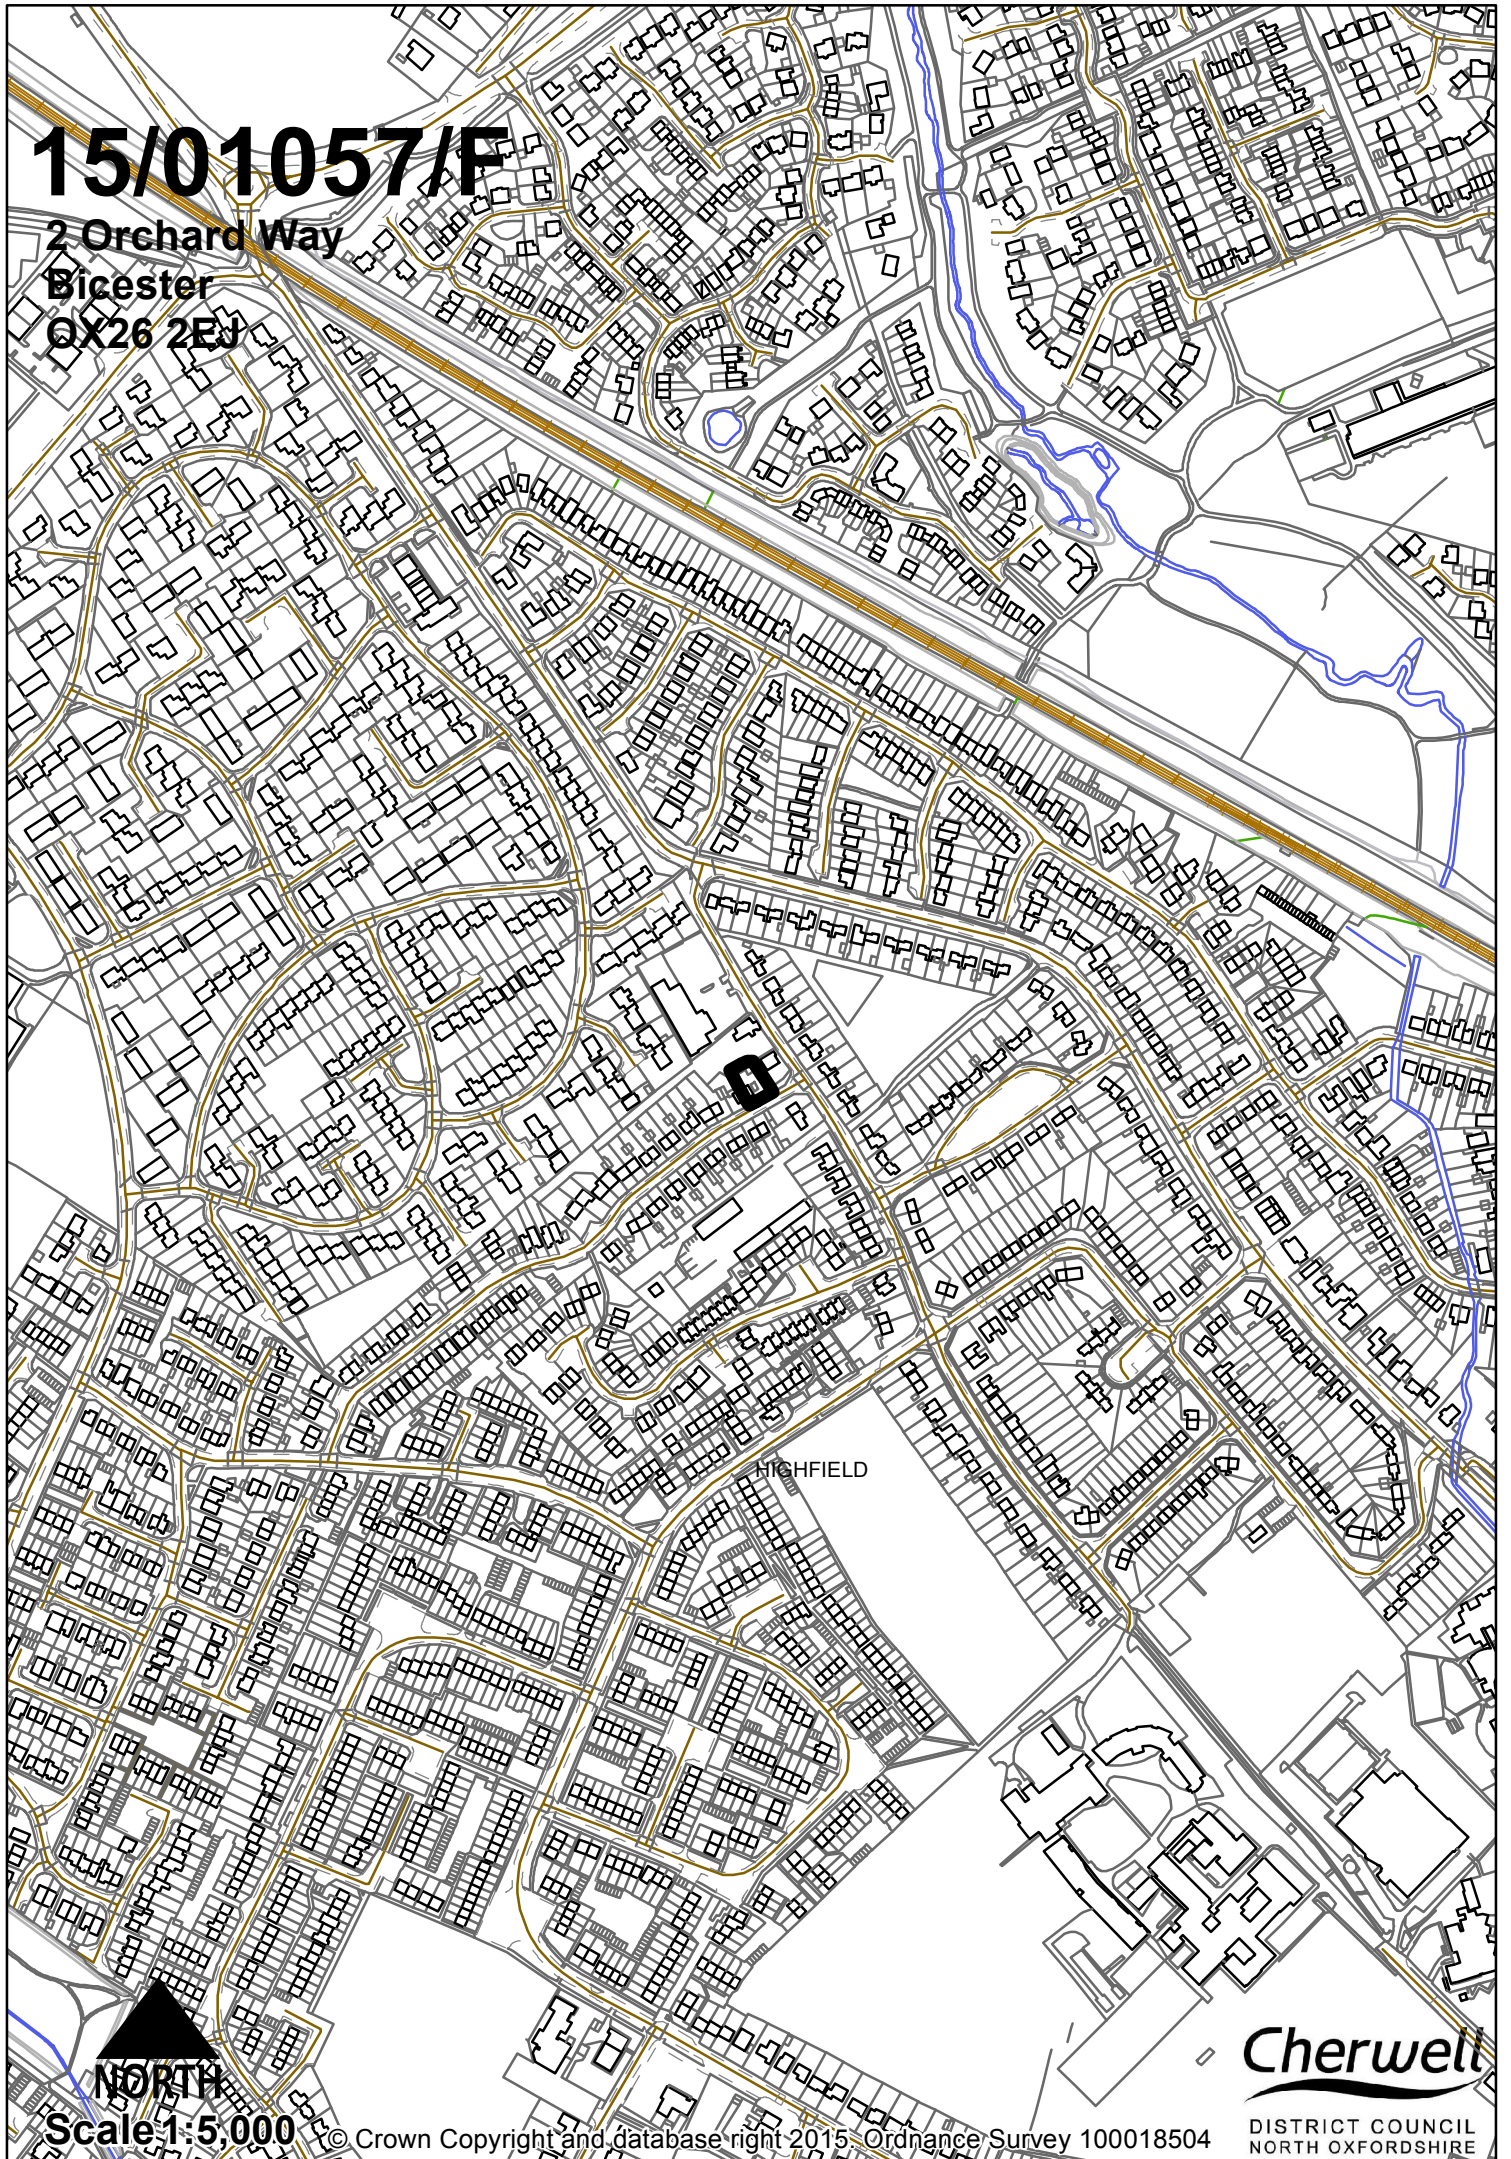 15/01057/F
2 Orchard Way
Bicester
OX26 2EJ
HIGHFIELD
NORTH
Scale 1:5,000
© Crown Copyright and database right 2015. Ordnance Survey 100018504
Cherwell
DISTRICT COUNCIL
NORTH OXFORDSHIRE